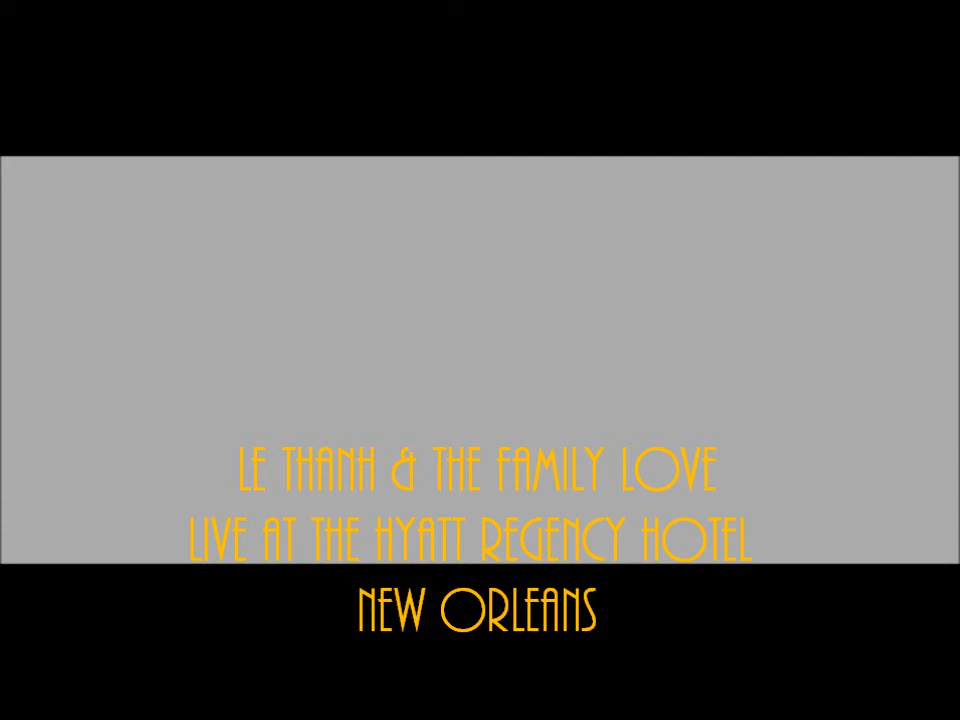 LE THANH & THE FAMILY LOVE
LIVE AT THE HYATT REGENCY HOTEL
NEW ORLEANS